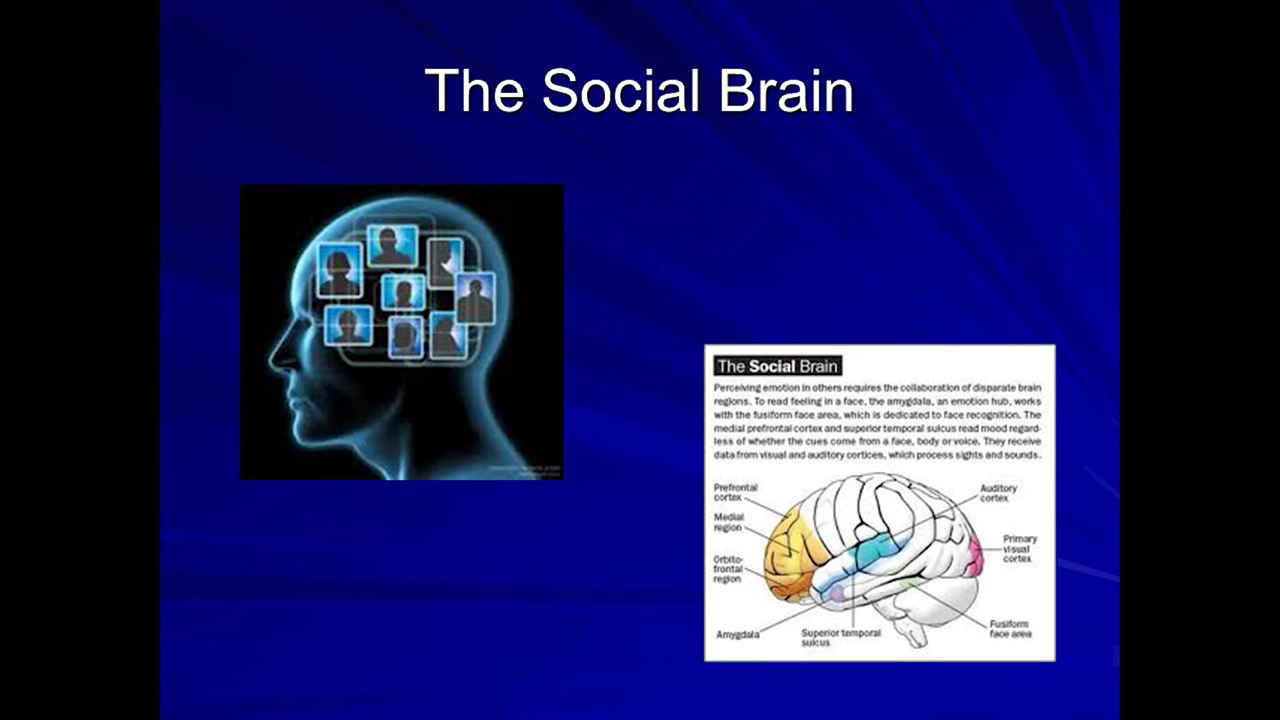 The Social Brain
The Social Brain
Perceiving emotion in others requires the collaboration of disparate brain
regions. To read feeling in a face, the amygdala, an emotion hub, works
with the fusiform face area, which is dedicated to face recognition. The
medial prefrontal cortex and superior temporal sulcus read mood regard-
less of whether the cues come from a face, body or voice. They receive
data from visual and auditory cortices, which process sights and sounds.
Prefrontal
cortex
Medial
region
Orbito-
frontal
region
Amygdala
Superior temporal
sulcus
Auditory
cortex
Primary
visual
cortex
Fusiform
face area